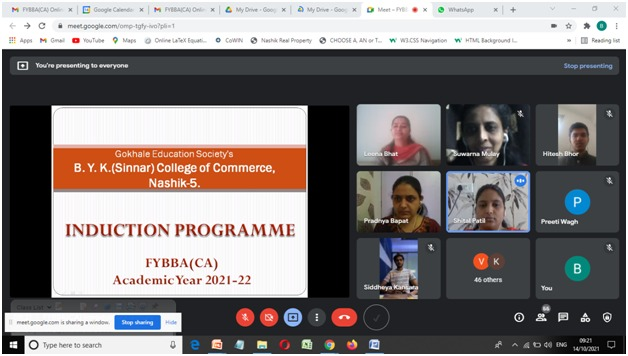 FYBBA(CA) Onlin
Google Calenda
FYBBA(CA) Onlin
My Drive - Goog
My Drive - Goog
Meet – FYB
WhatsApp
meet.google.com/omp-tgfy-ivo?pli=1
Apps
Gmail
YouTube
Maps
Online LaTeX Equati...
CoWIN
Nashik Real Property
CHOOSE A, AN or T...
W3.CSS Navigation
HTML Background I...
Reading list
You're presenting to everyone
Stop presenting
Gokhale Education Society's
B. Y. K.(Sinnar) College of Commerce,
Nashik-5.
INDUCTION PROGRAMME
FYBBA(CA)
Academic Year 2021-22
Leena Bhat
Suwarna Mulay
Hitesh Bhor
Pradnya Bapat
Shital Patil
P
Preeti Wagh
Siddheya Kansara
V K
46 others
B
You
Class List
meet.google.com is sharing a window.
Stop sharing
Hide
Type here to search
ENG
09:21
14/10/2021